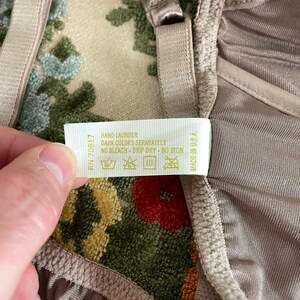 HAND LAUNDER
DARK COLORS SEPARATELY
NO BLEACH • DRIP DRY • NO IRON
RN 70817
MADE IN U.S.A.